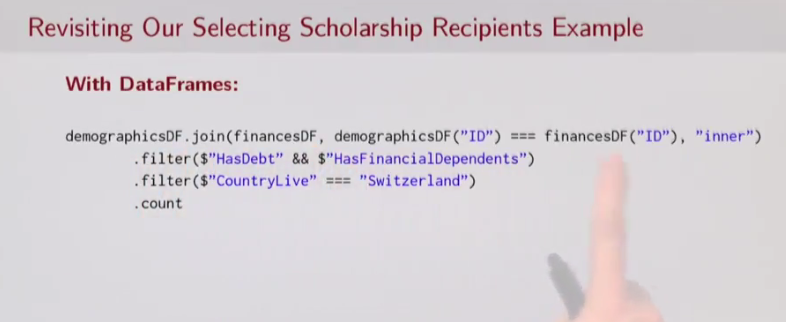 Revisiting Our Selecting Scholarship Recipients Example
With DataFrames:
demographicsDF.join(financesDF, demographicsDF("ID") === financesDF("ID"), "inner")
.filter($"HasDebt" && $"HasFinancialDependents")
.filter($"CountryLive" === "Switzerland")
.count